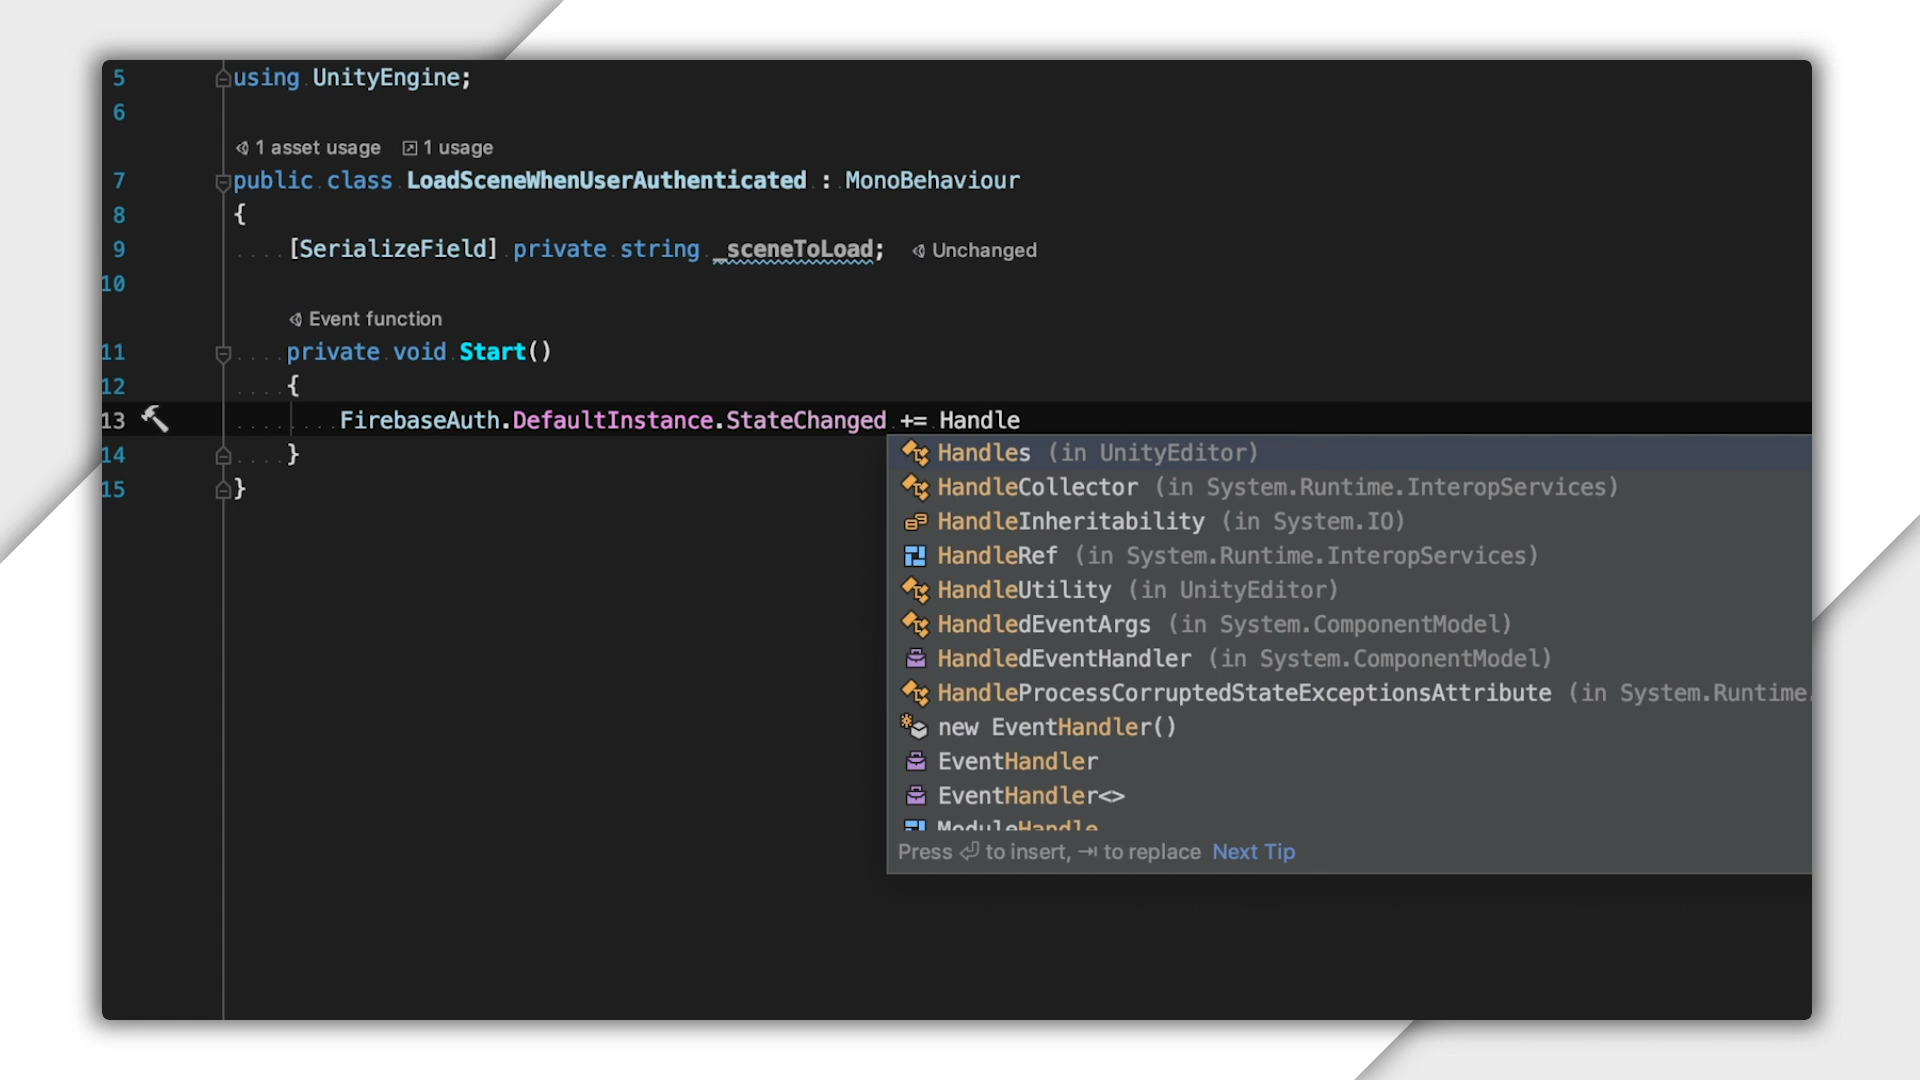 5 using UnityEngine;
6
1 asset usage 1 usage
7 public class LoadSceneWhenUserAuthenticated : MonoBehaviour
8 {
9 [SerializeField] private string _sceneToLoad; Unchanged
10
Event function
11 private void Start()
12 {
13 FirebaseAuth.DefaultInstance.StateChanged += Handle
14 }
15 }
Handles (in UnityEditor)
HandleCollector (in System.Runtime.InteropServices)
HandleInheritability (in System.IO)
HandleRef (in System.Runtime.InteropServices)
HandleUtility (in UnityEditor)
HandledEventArgs (in System.ComponentModel)
HandledEventHandler (in System.ComponentModel)
HandleProcessCorruptedStateExceptionsAttribute (in System.Runtime.
new EventHandler()
EventHandler
EventHandler<>
ModuleHandle
Press ⏎ to insert, ⇥ to replace Next Tip